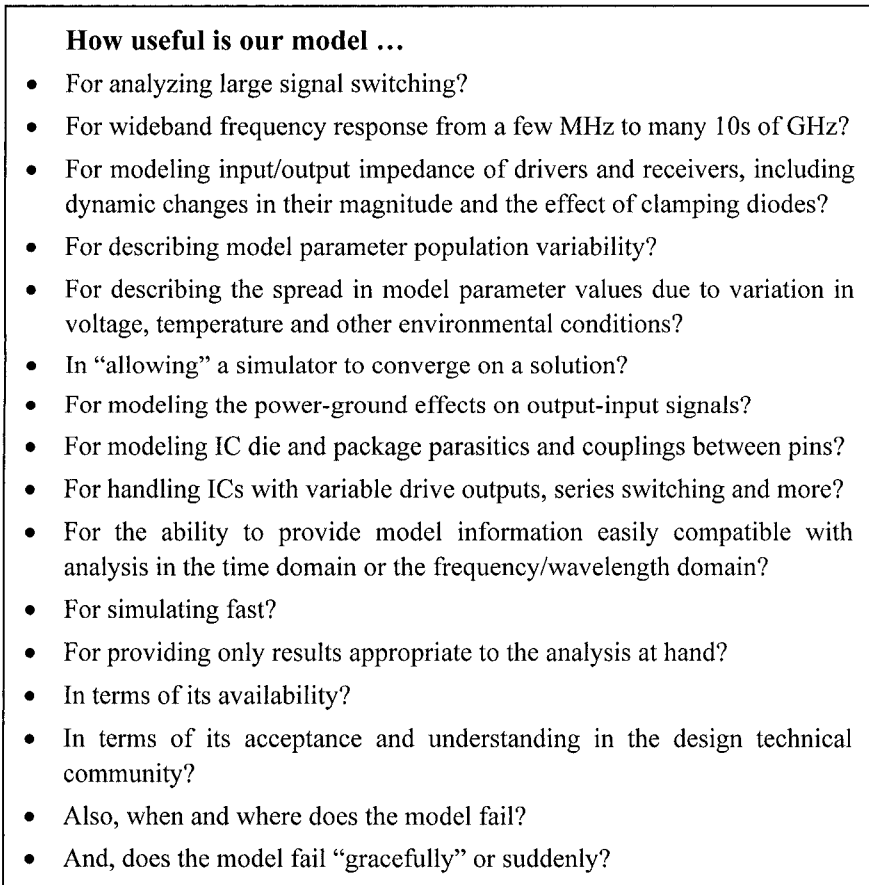 How useful is our model …
• For analyzing large signal switching?
• For wideband frequency response from a few MHz to many 10s of GHz?
• For modeling input/output impedance of drivers and receivers, including
dynamic changes in their magnitude and the effect of clamping diodes?
• For describing model parameter population variability?
• For describing the spread in model parameter values due to variation in
voltage, temperature and other environmental conditions?
• In “allowing” a simulator to converge on a solution?
• For modeling the power-ground effects on output-input signals?
• For modeling IC die and package parasitics and couplings between pins?
• For handling ICs with variable drive outputs, series switching and more?
• For the ability to provide model information easily compatible with
analysis in the time domain or the frequency/wavelength domain?
• For simulating fast?
• For providing only results appropriate to the analysis at hand?
• In terms of its availability?
• In terms of its acceptance and understanding in the design technical
community?
• Also, when and where does the model fail?
• And, does the model fail “gracefully” or suddenly?